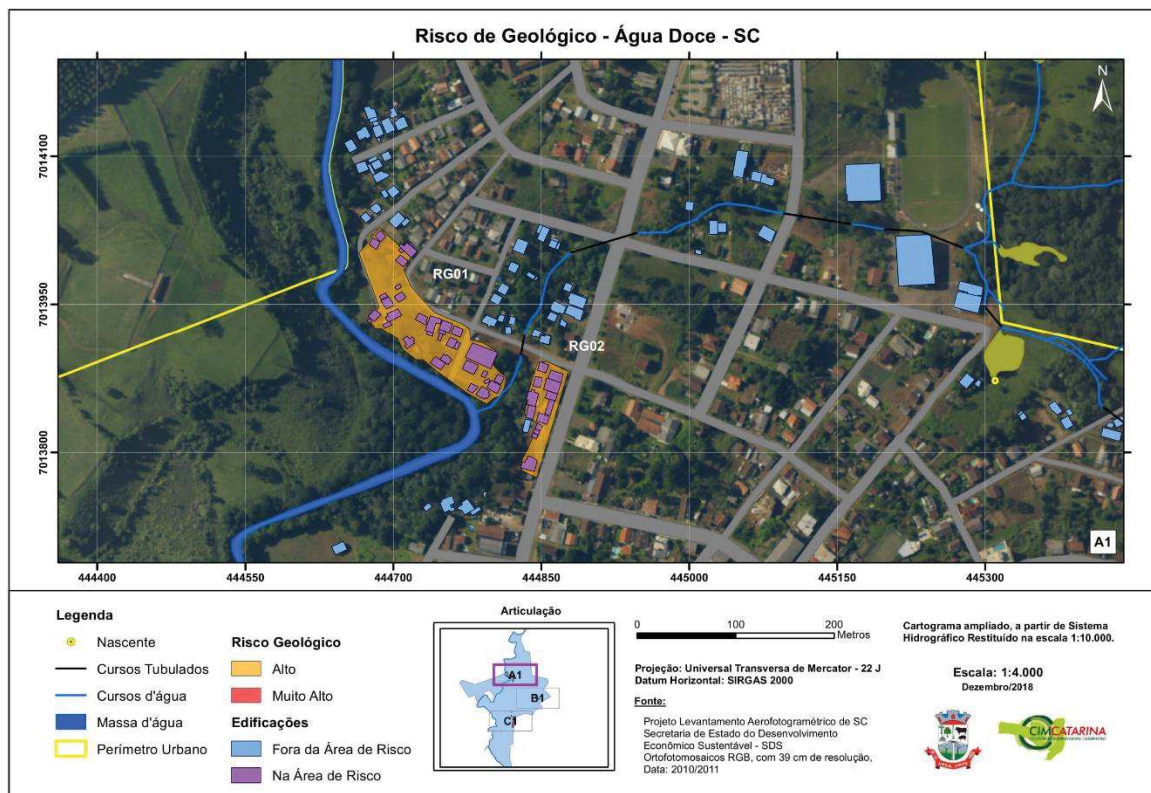 Risco de Geológico - Água Doce - SC
N
7014100
7013950
7013800
RG01
RG02
A1
444400
444550
444700
444850
445000
445150
445300
Legenda
Nascente
Cursos Tubulados
Cursos d'água
Massa d'água
Perímetro Urbano
Risco Geológico
Alto
Muito Alto
Edificações
Fora da Área de Risco
Na Área de Risco
Articulação
A1
B1
C1
0 100 200
Metros
Projeção: Universal Transversa de Mercator - 22 J
Datum Horizontal: SIRGAS 2000
Fonte:
Projeto Levantamento Aerofotogramétrico de SC
Secretaria de Estado do Desenvolvimento
Econômico Sustentável - SDS
Ortofotomosaicos RGB, com 39 cm de resolução,
Data: 2010/2011
Cartograma ampliado, a partir de Sistema
Hidrográfico Restituído na escala 1:10.000.
Escala: 1:4.000
Dezembro/2018
CIMCATARINA